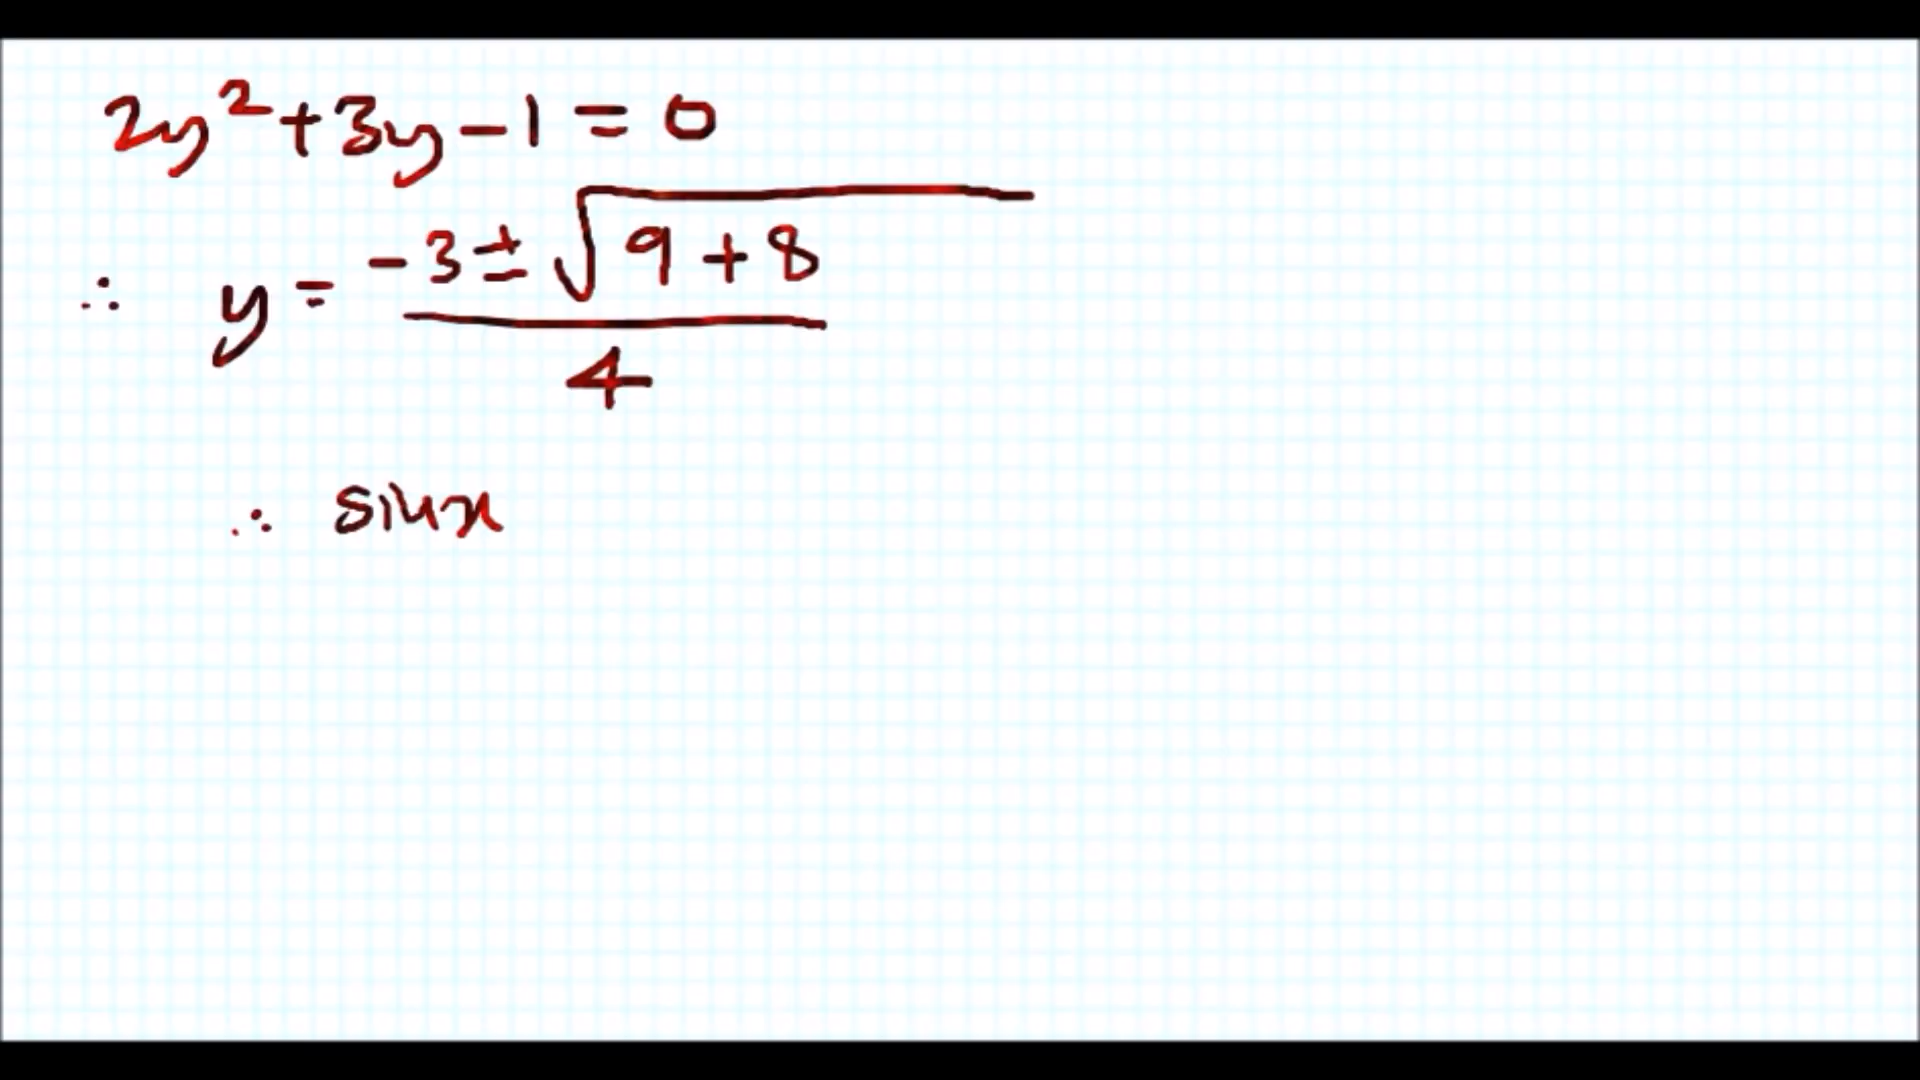 2y²+3y-1=0
∴ y = (-3±√(9+8))/4
∴ sinx